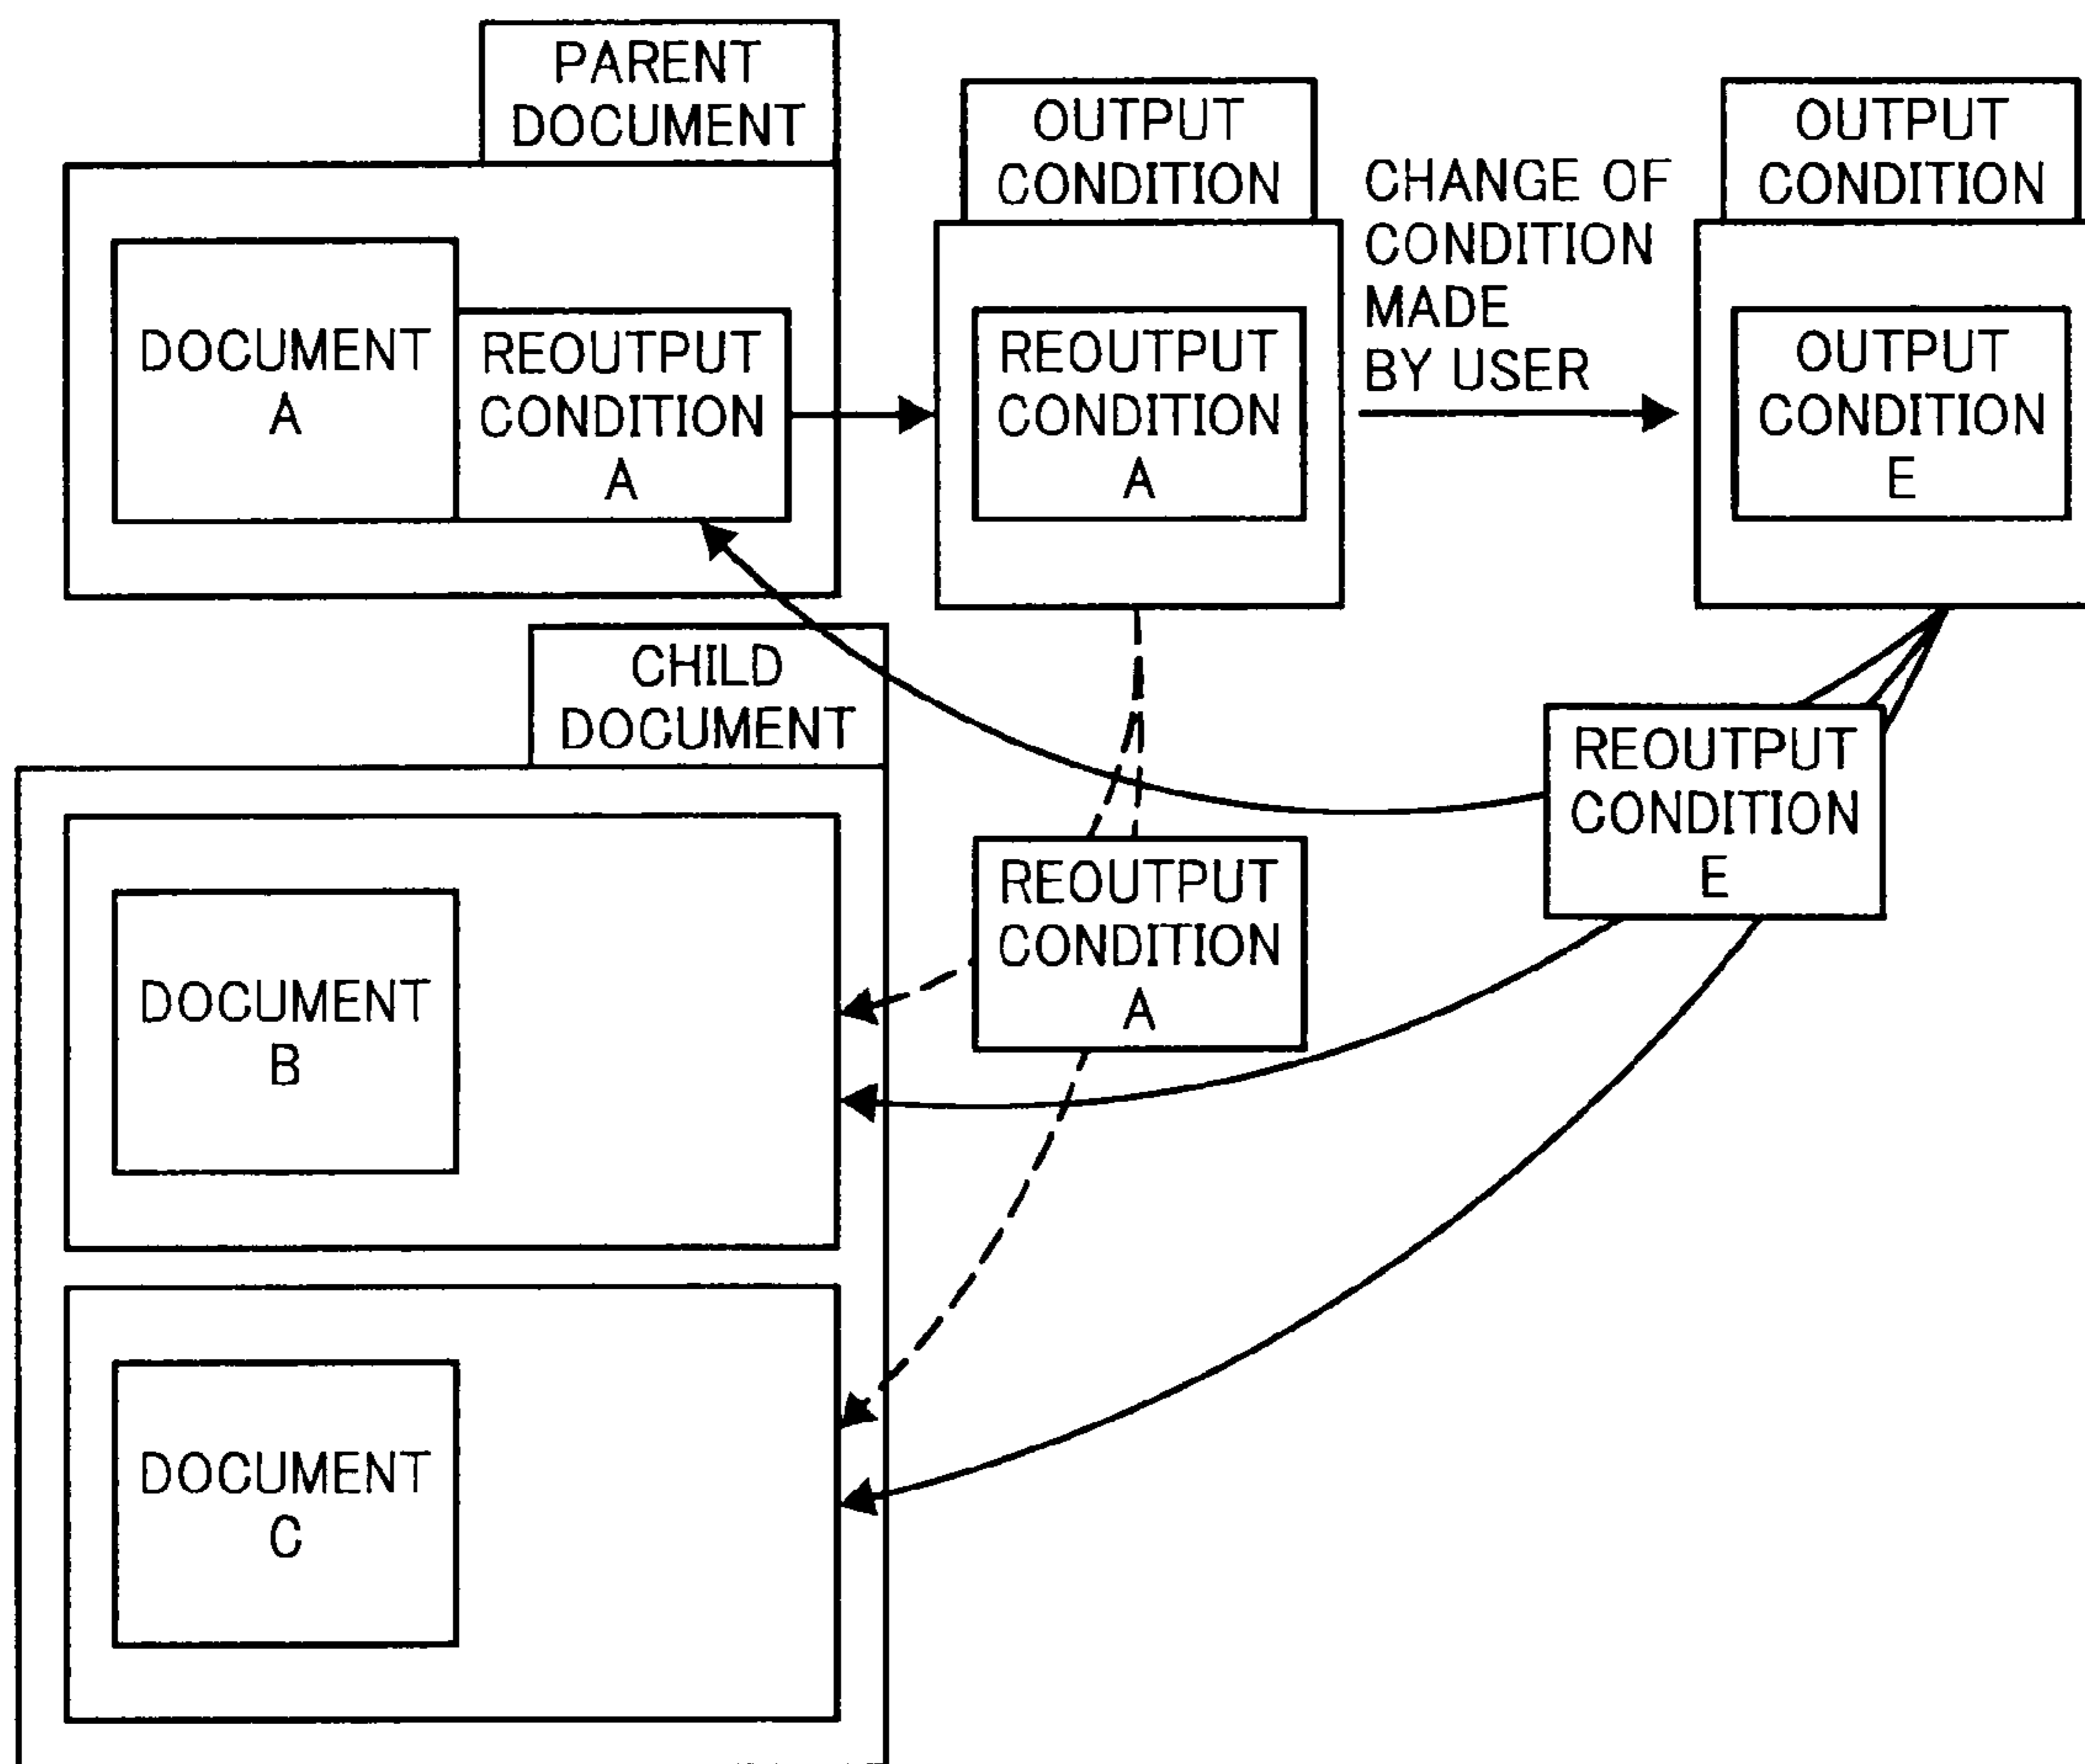 PARENT
DOCUMENT
DOCUMENT
A
REOUTPUT
CONDITION
A
OUTPUT
CONDITION
REOUTPUT
CONDITION
A
CHANGE OF
CONDITION
MADE
BY USER
OUTPUT
CONDITION
OUTPUT
CONDITION
E
CHILD
DOCUMENT
DOCUMENT
B
REOUTPUT
CONDITION
A
REOUTPUT
CONDITION
E
DOCUMENT
C